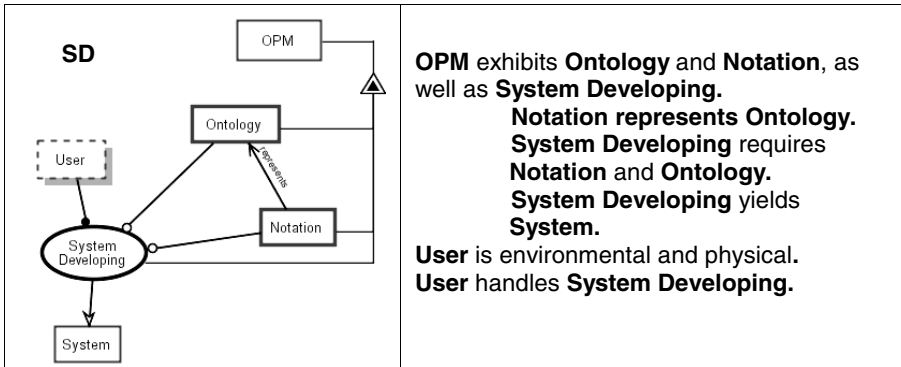 SD
OPM
Ontology
User
represents
Notation
System
Developing
System
OPM exhibits Ontology and Notation, as
well as System Developing.
Notation represents Ontology.
System Developing requires
Notation and Ontology.
System Developing yields
System.
User is environmental and physical.
User handles System Developing.